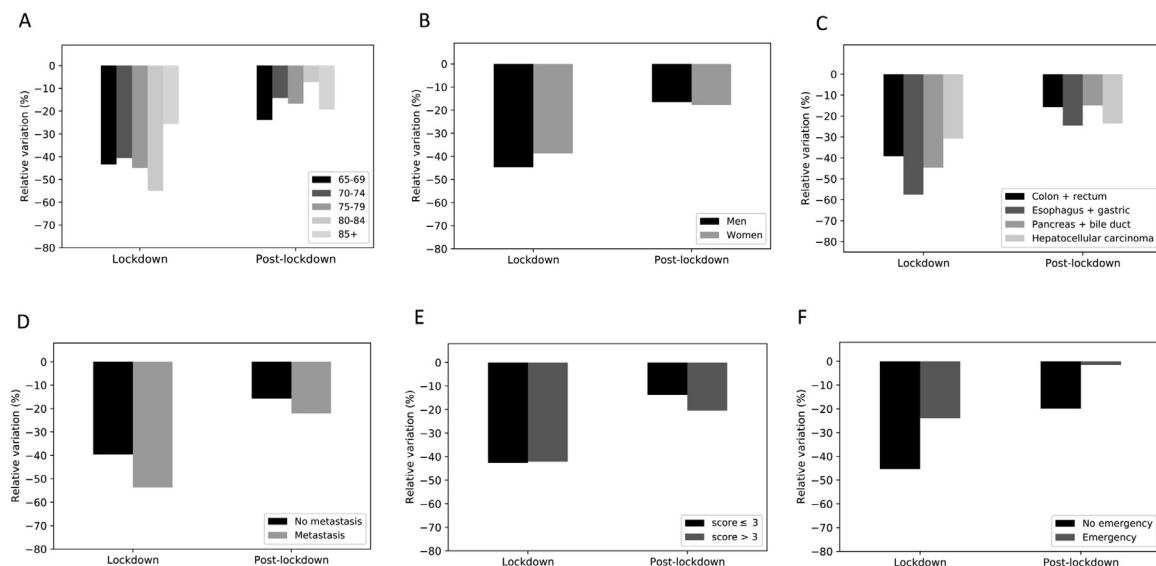 A
Relative variation (%)
0
−10
−20
−30
−40
−50
−60
−70
−80
65-69
70-74
75-79
80-84
85+
Lockdown
Post-lockdown
B
Relative variation (%)
0
−10
−20
−30
−40
−50
−60
−70
−80
Men
Women
Lockdown
Post-lockdown
C
Relative variation (%)
0
−10
−20
−30
−40
−50
−60
−70
−80
Colon + rectum
Esophagus + gastric
Pancreas + bile duct
Hepatocellular carcinoma
Lockdown
Post-lockdown
D
Relative variation (%)
0
−10
−20
−30
−40
−50
−60
−70
−80
No metastasis
Metastasis
Lockdown
Post-lockdown
E
Relative variation (%)
0
−10
−20
−30
−40
−50
−60
−70
−80
score ≤ 3
score > 3
Lockdown
Post-lockdown
F
Relative variation (%)
0
−10
−20
−30
−40
−50
−60
−70
−80
No emergency
Emergency
Lockdown
Post-lockdown